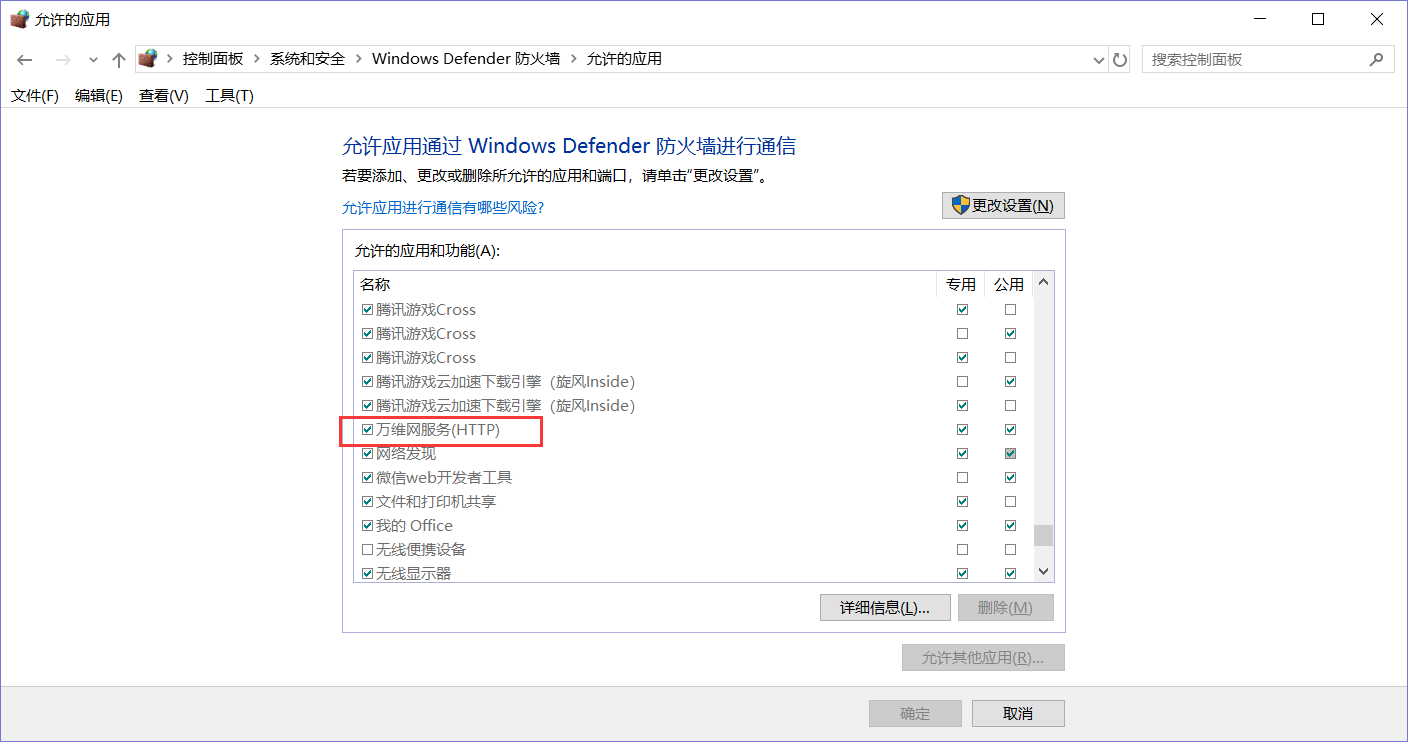 允许的应用
控制面板 系统和安全 Windows Defender 防火墙 允许的应用 搜索控制面板
文件(F) 编辑(E) 查看(V) 工具(T)
允许应用通过 Windows Defender 防火墙进行通信
若要添加、更改或删除所允许的应用和端口，请单击"更改设置"。
允许应用进行通信有哪些风险?
更改设置(N)
允许的应用和功能(A):
名称 专用 公用
腾讯游戏Cross
腾讯游戏Cross
腾讯游戏Cross
腾讯游戏云加速下载引擎（旋风Inside）
腾讯游戏云加速下载引擎（旋风Inside）
万维网服务(HTTP)
网络发现
微信web开发者工具
文件和打印机共享
我的 Office
无线便携设备
无线显示器
详细信息(L)... 删除(M)
允许其他应用(R)...
确定 取消